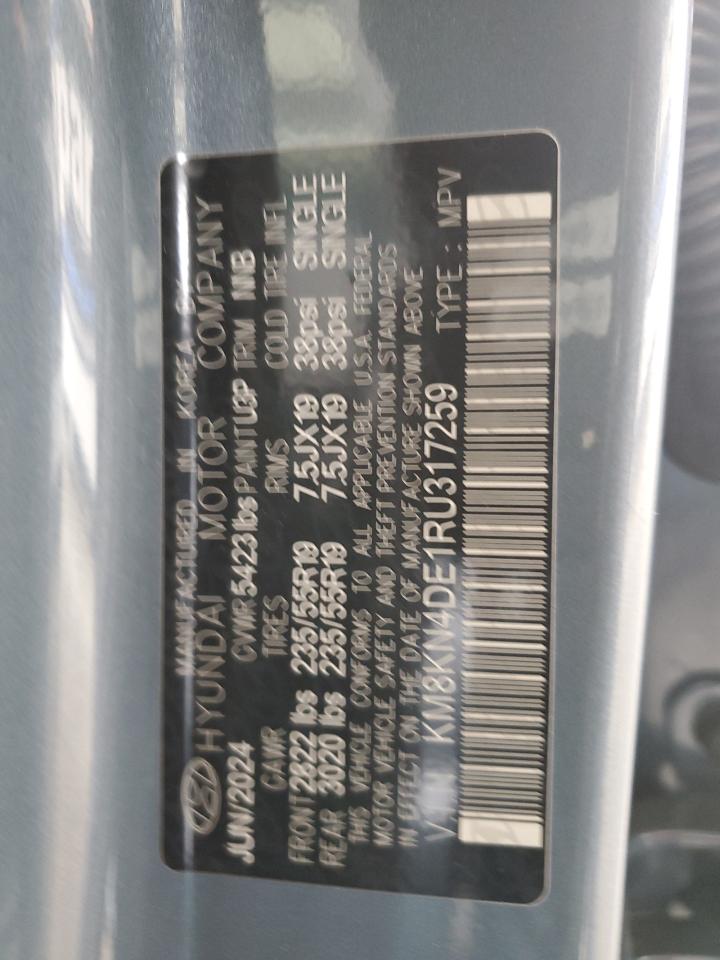 MANUFACTURED IN KOREA BY
HYUNDAI MOTOR COMPANY
JUN/2024 GVWR 5423 lbs PAINT U3P TRIM NNB
GAWR TIRES RIMS COLD TIRE INFL
FRONT 2822 lbs 235/55R19 7.5JX19 38psi SINGLE
REAR 3020 lbs 235/55R19 7.5JX19 38psi SINGLE
THIS VEHICLE CONFORMS TO ALL APPLICABLE U.S.A. FEDERAL
MOTOR VEHICLE SAFETY AND THEFT PREVENTION STANDARDS
IN EFFECT ON THE DATE OF MANUFACTURE SHOWN ABOVE
V.I.N : KM8KN4DE1RU317259 TYPE : MPV